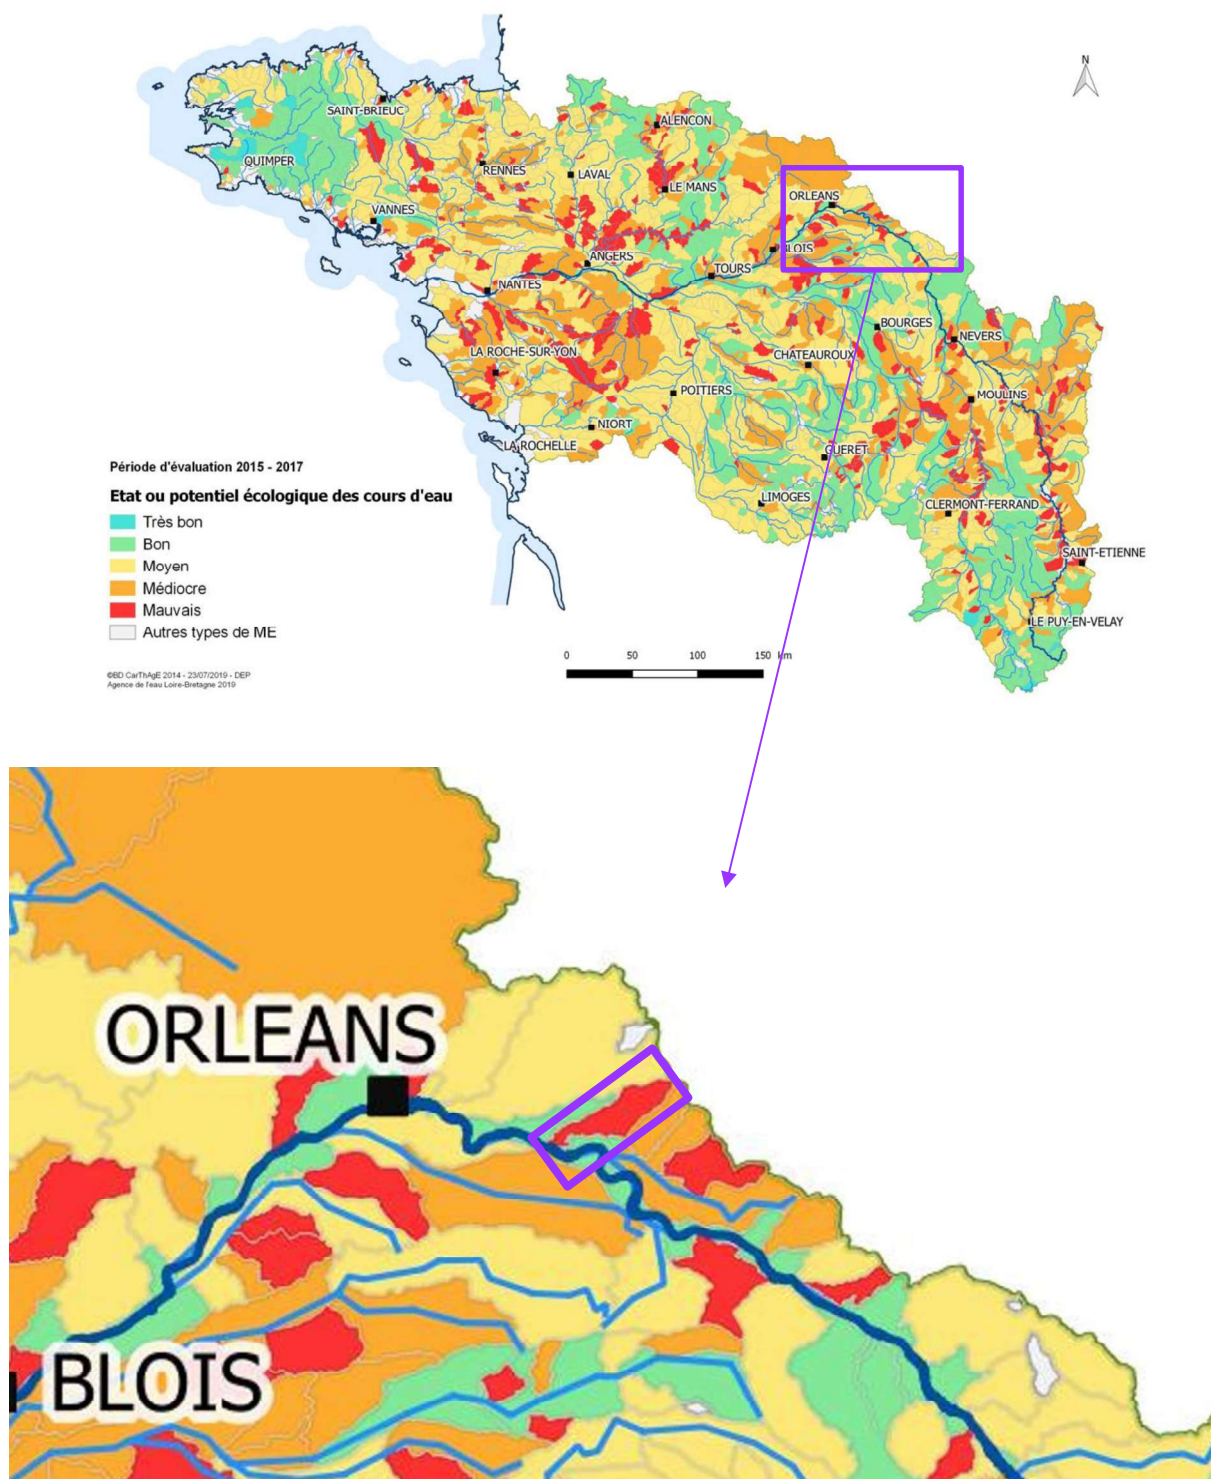 N
SAINT-BRIEUC
ALENCON
QUIMPER
RENNES
LAVAL
LE MANS
ORLEANS
VANNES
BLOIS
ANGERS
TOURS
NANTES
BOURGES
NEVERS
LA ROCHE-SUR-YON
CHATEAUROUX
POITIERS
MOULINS
NIORT
LA ROCHELLE
GUERET
LIMOGES
CLERMONT-FERRAND
SAINT-ETIENNE
LE PUY-EN-VELAY
Période d'évaluation 2015 - 2017
Etat ou potentiel écologique des cours d'eau
Très bon
Bon
Moyen
Médiocre
Mauvais
Autres types de ME
0 50 100 150 km
©BD CarThAgE 2014 - 23/07/2019 - DEP
Agence de l'eau Loire-Bretagne 2019
ORLEANS
BLOIS